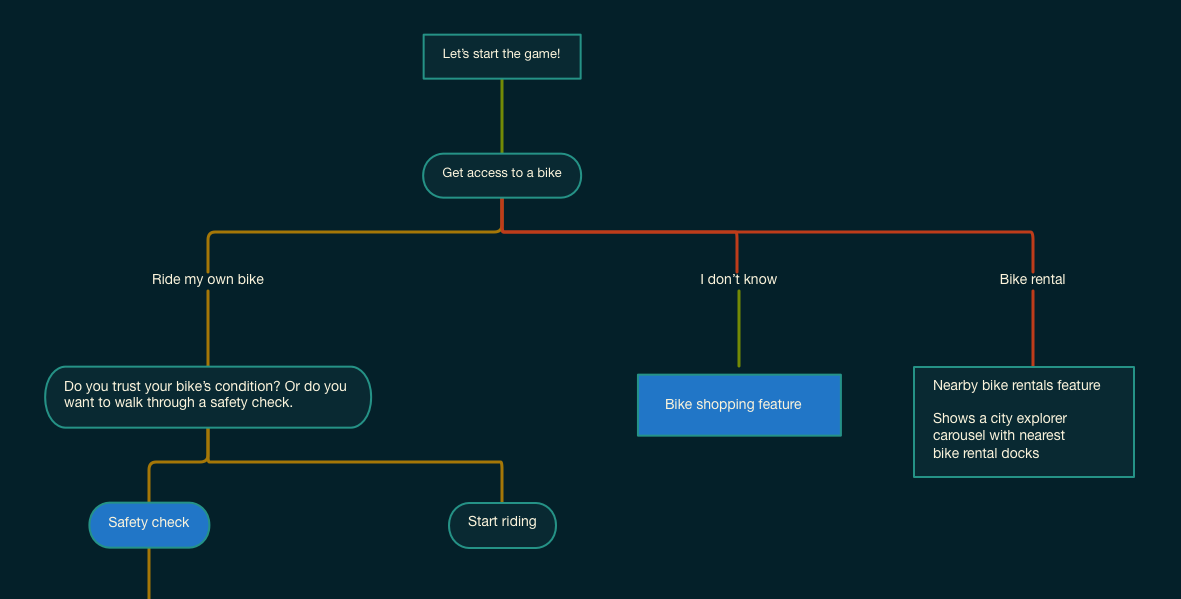 Let's start the game!
Get access to a bike
Ride my own bike
I don't know
Bike rental
Do you trust your bike's condition? Or do you
want to walk through a safety check.
Bike shopping feature
Nearby bike rentals feature
Shows a city explorer
carousel with nearest
bike rental docks
Safety check
Start riding